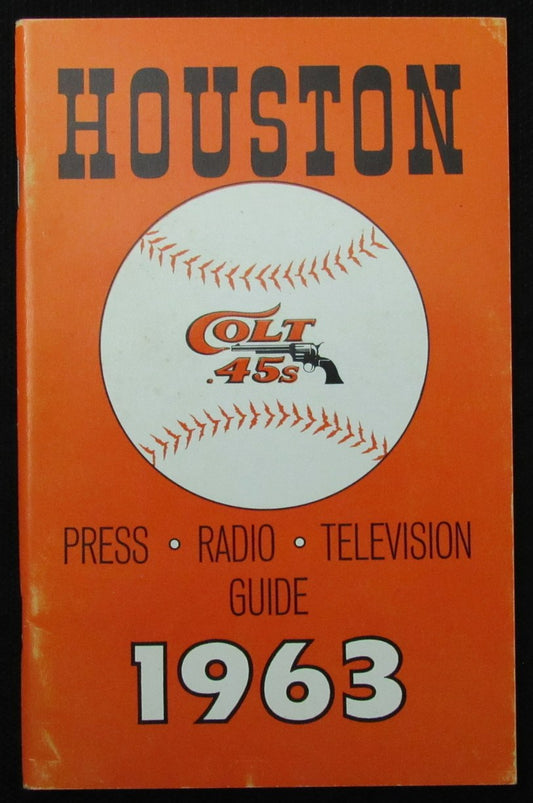 HOUSTON
COLT
.45s
PRESS • RADIO • TELEVISION
GUIDE
1963